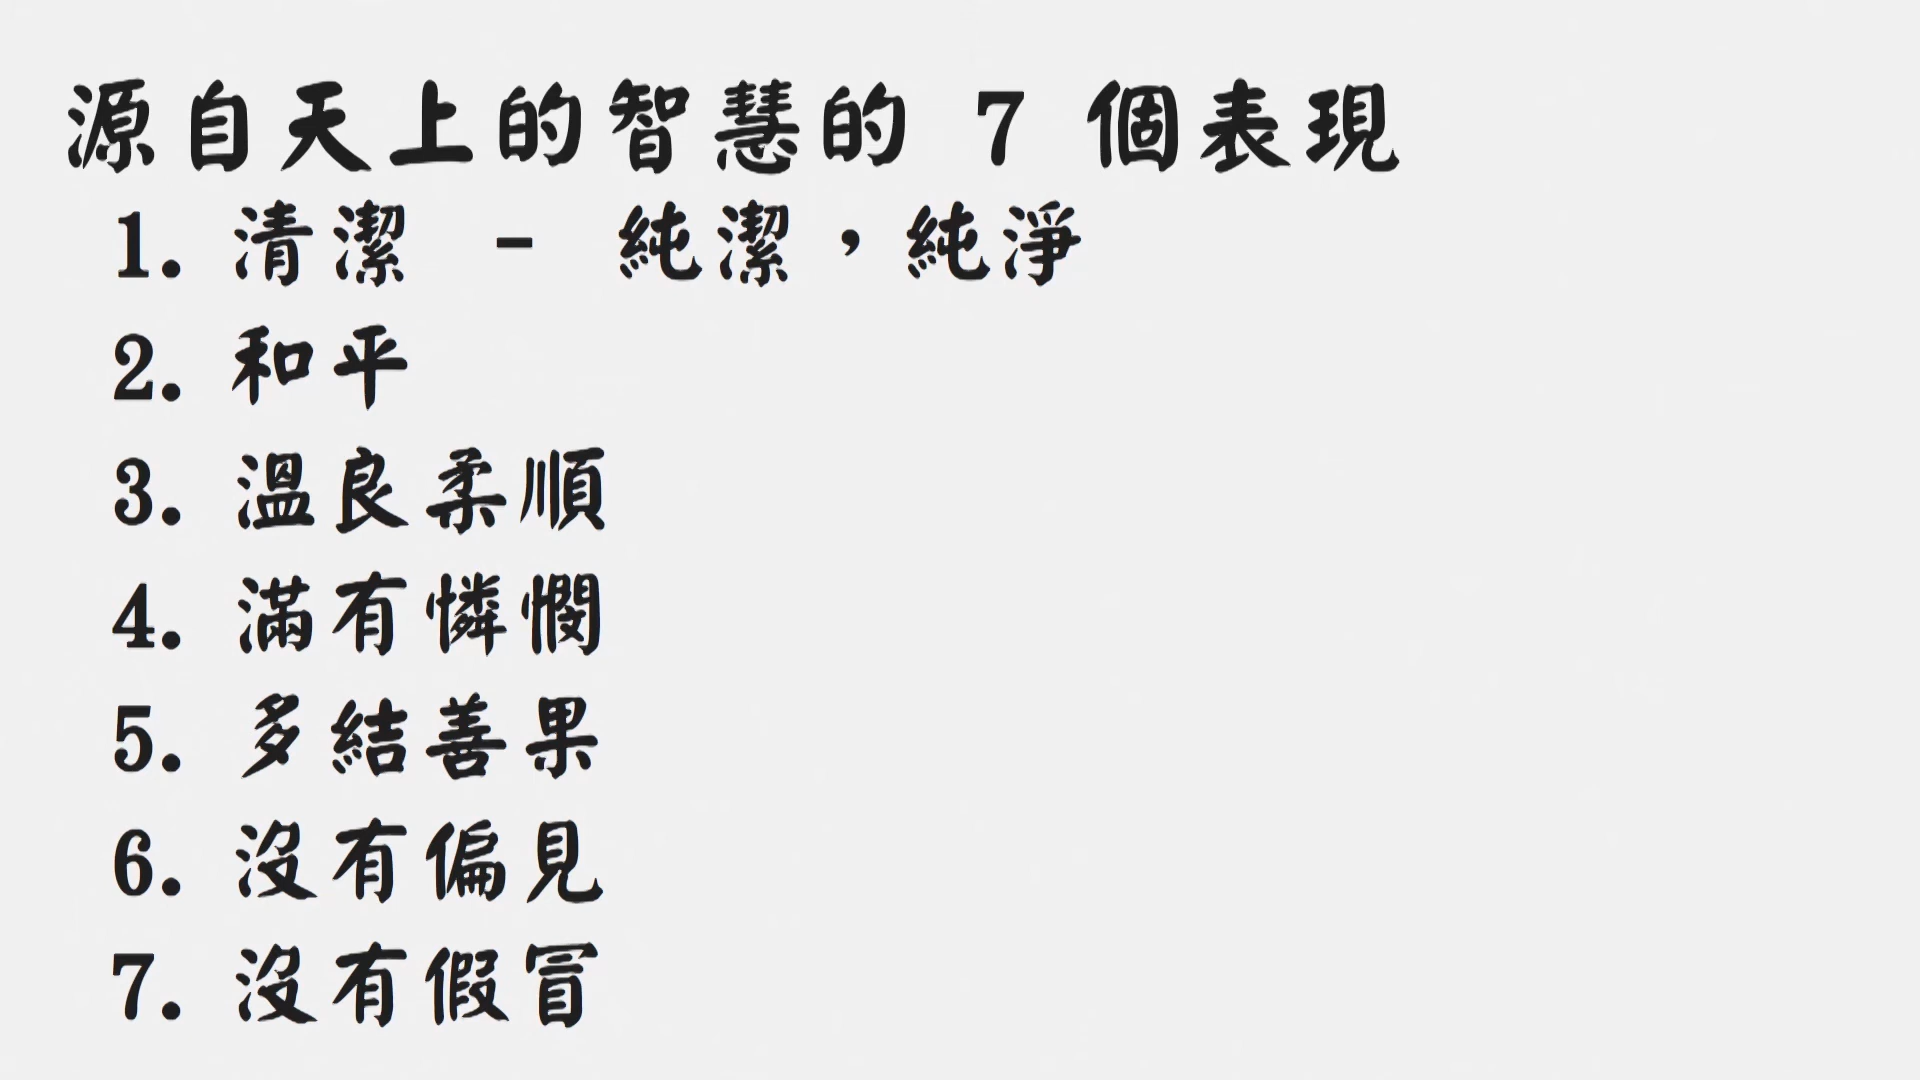 源自天上的智慧的 7 個表現
1. 清潔 - 純潔，純淨
2. 和平
3. 溫良柔順
4. 滿有憐憫
5. 多結善果
6. 沒有偏見
7. 沒有假冒